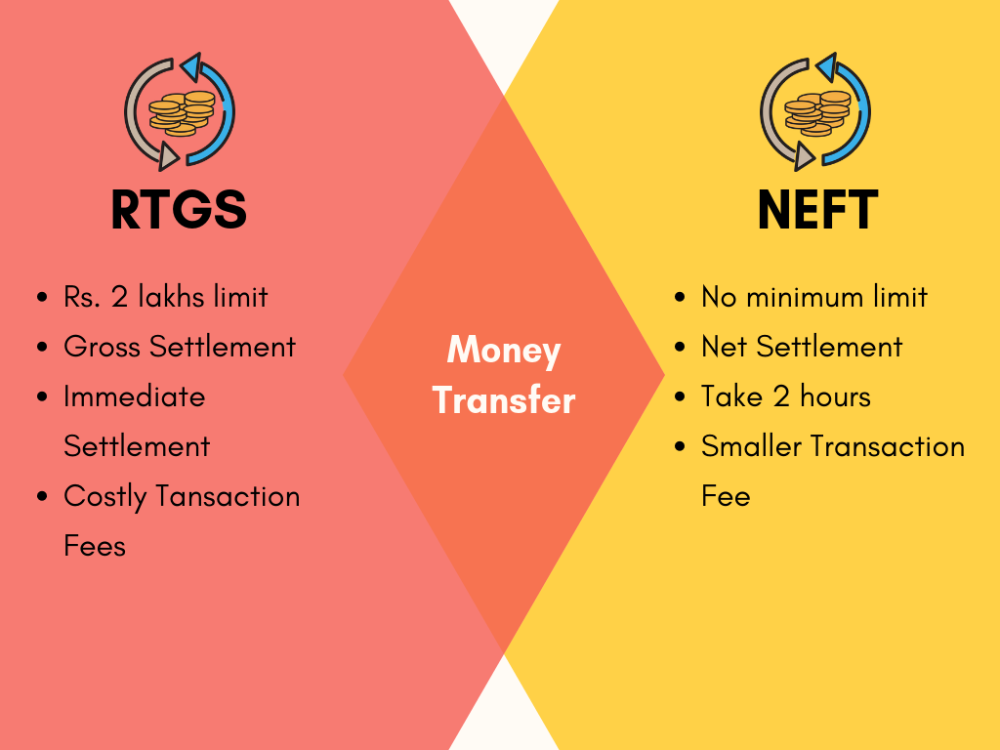 RTGS
• Rs. 2 lakhs limit
• Gross Settlement
• Immediate
Settlement
• Costly Tansaction
Fees
Money
Transfer
NEFT
• No minimum limit
• Net Settlement
• Take 2 hours
• Smaller Transaction
Fee